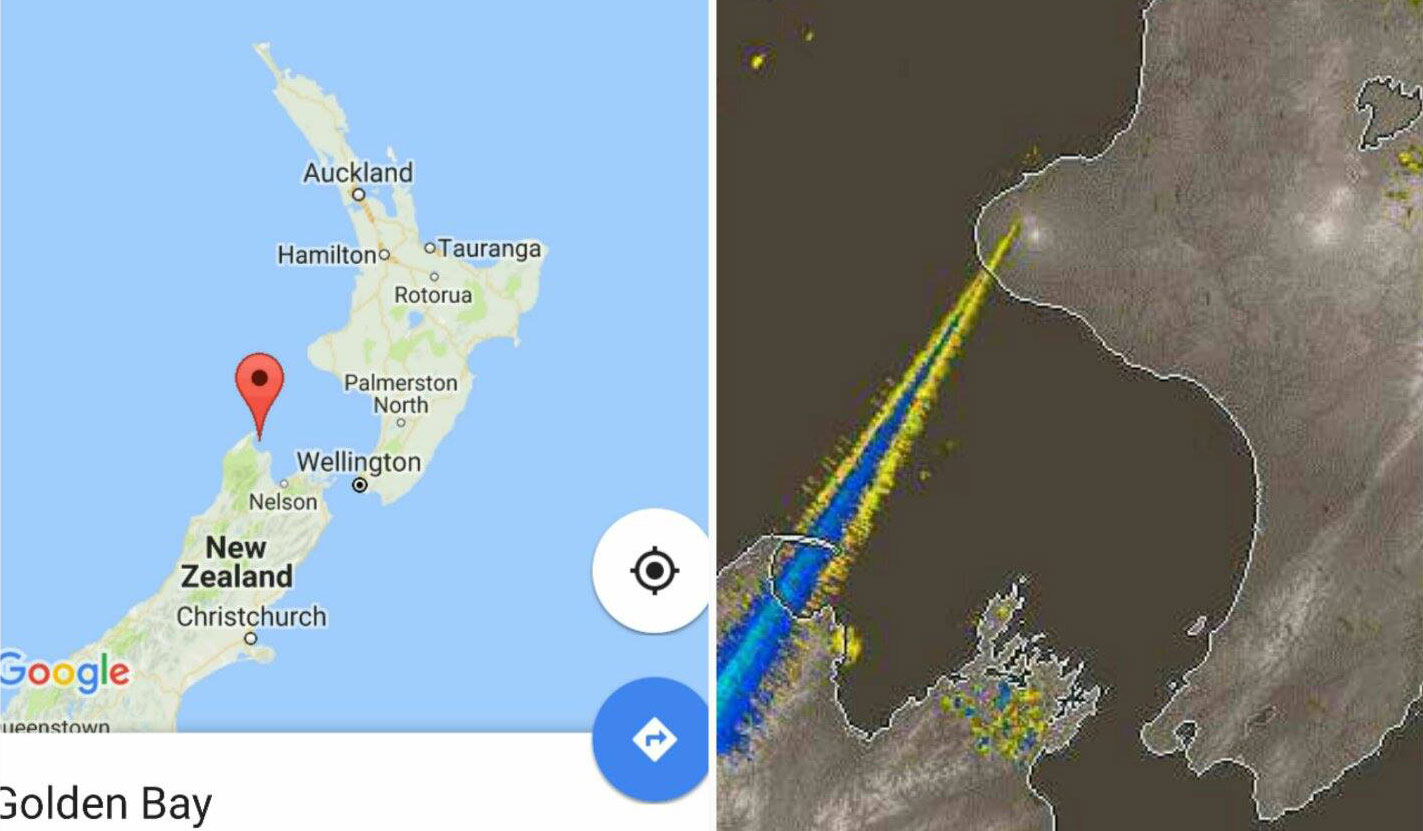 Auckland
Hamilton
Tauranga
Rotorua
Palmerston
North
Wellington
Nelson
New
Zealand
Christchurch
Google
ueenstown
Golden Bay